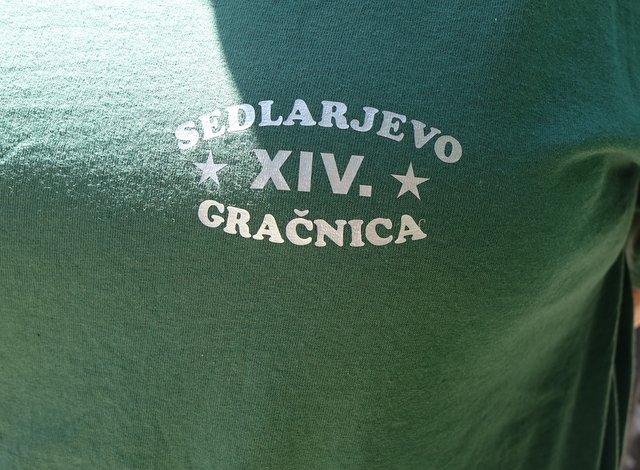 SEDLARJEVO
★ XIV. ★
GRAČNICA